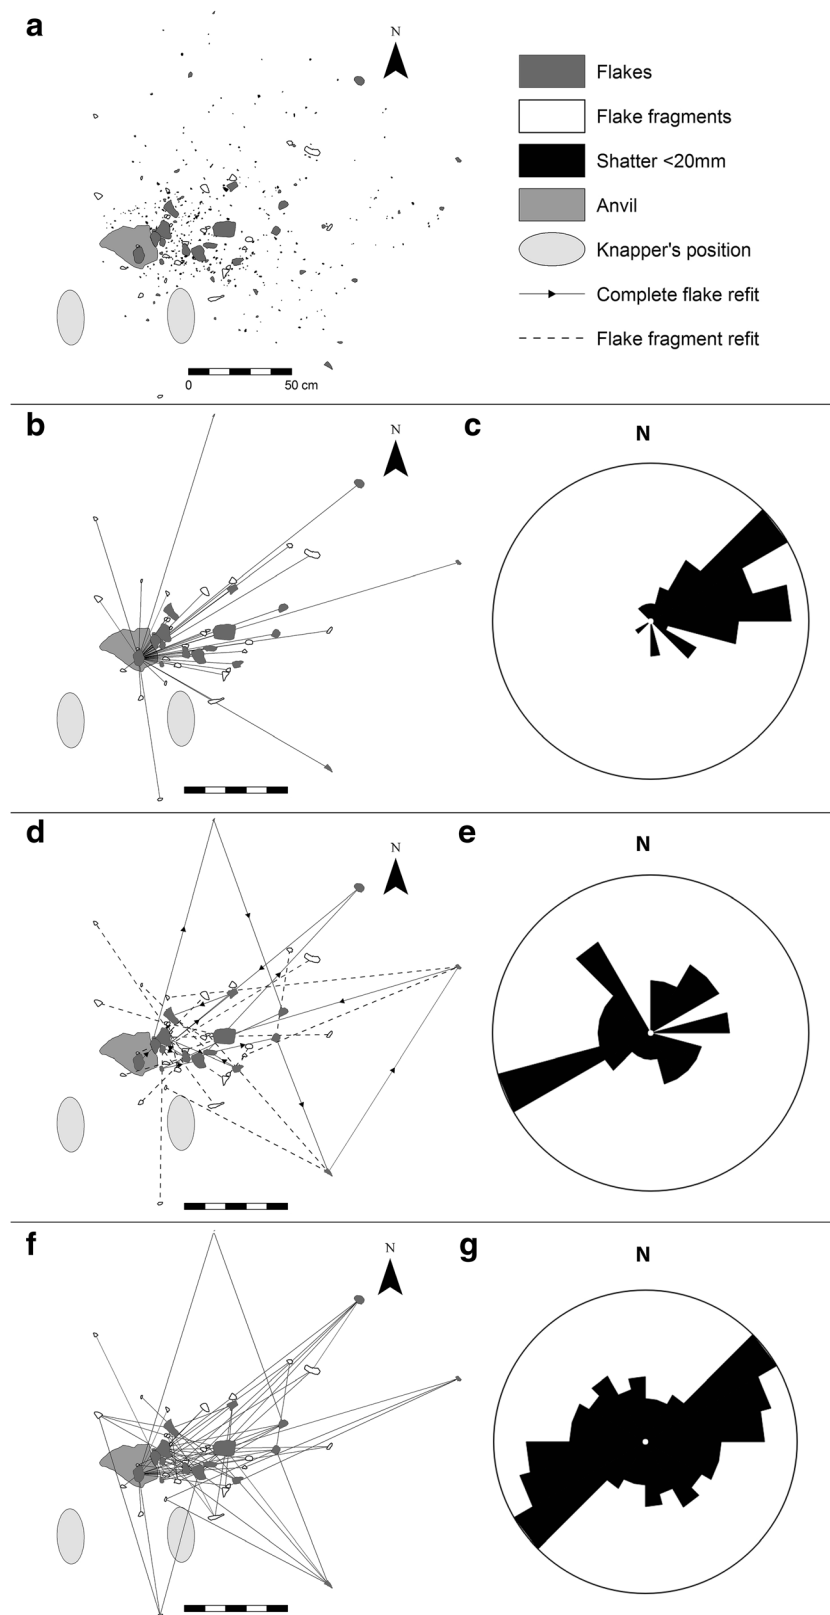 a
N
Flakes
Flake fragments
Shatter <20mm
Anvil
Knapper's position
Complete flake refit
Flake fragment refit
0 50 cm
b
N
c
N
d
N
e
N
f
N
g
N